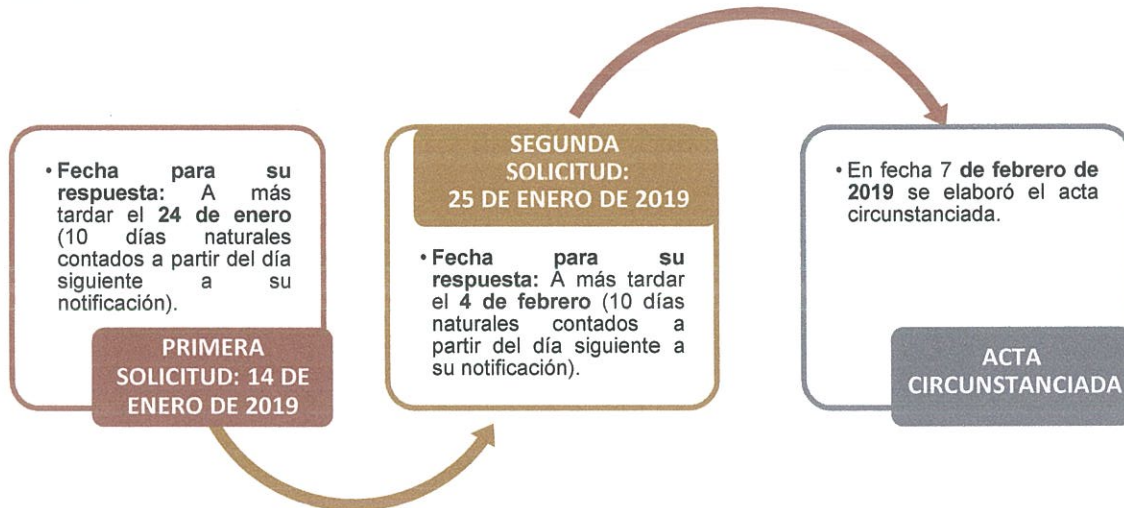 • Fecha para su
respuesta: A más
tardar el 24 de enero
(10 días naturales
contados a partir del día
siguiente a su
notificación).
PRIMERA
SOLICITUD: 14 DE
ENERO DE 2019
SEGUNDA
SOLICITUD:
25 DE ENERO DE 2019
• Fecha para su
respuesta: A más tardar
el 4 de febrero (10 días
naturales contados a
partir del día siguiente a
su notificación).
• En fecha 7 de febrero de
2019 se elaboró el acta
circunstanciada.
ACTA
CIRCUNSTANCIADA